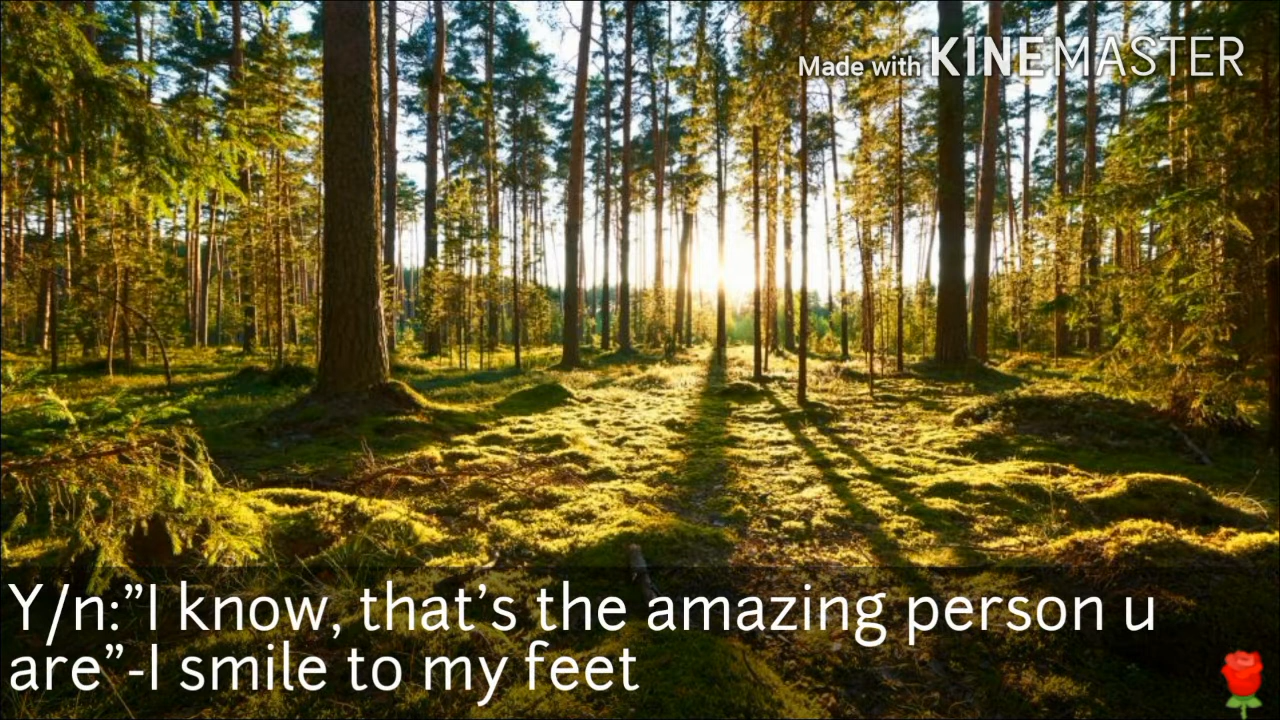 Made with KINEMASTER
Y/n:”I know, that’s the amazing person u
are”-I smile to my feet